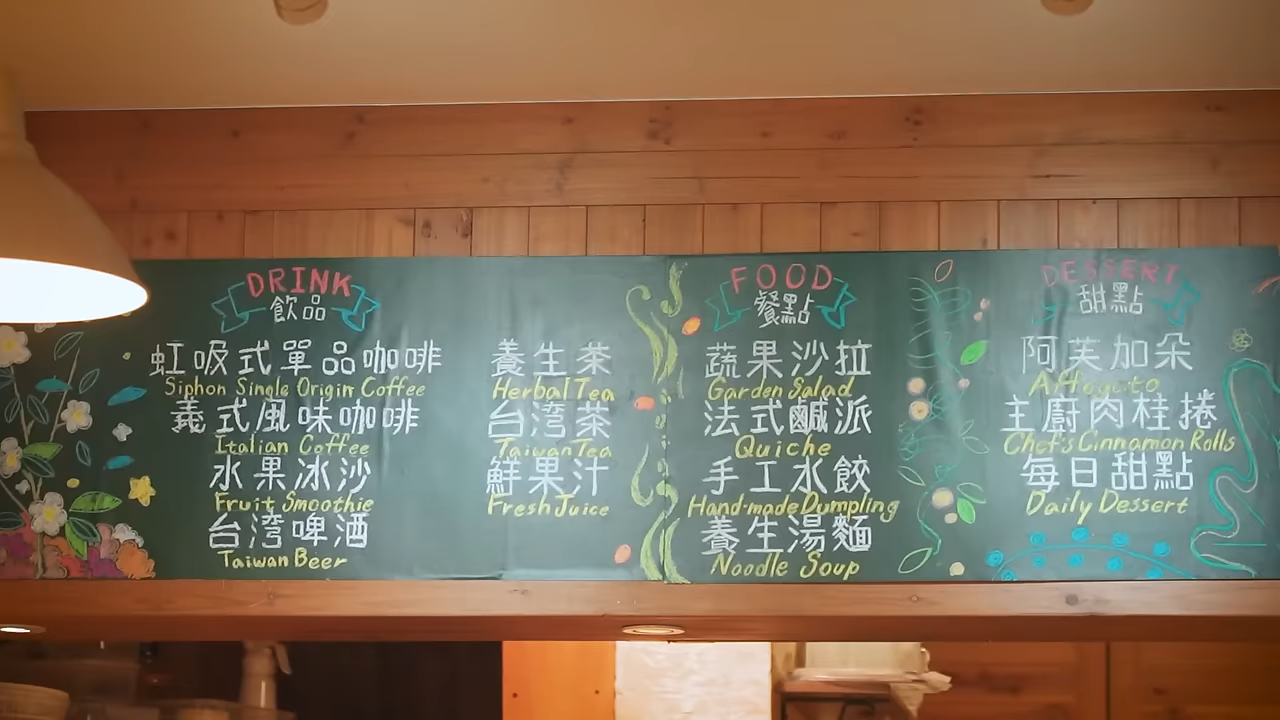 DRINK
飲品
虹吸式單品咖啡
Siphon Single Origin Coffee
義式風味咖啡
Italian Coffee
水果冰沙
Fruit Smoothie
台湾啤酒
Taiwan Beer
養生茶
Herbal Tea
台湾茶
Taiwan Tea
鮮果汁
Fresh Juice
FOOD
餐點
蔬果沙拉
Garden Salad
法式鹹派
Quiche
手工水餃
Hand-made Dumpling
養生湯麵
Noodle Soup
DESSERT
甜點
阿芙加朵
Affogato
主廚肉桂捲
Chef's Cinnamon Rolls
每日甜點
Daily Dessert